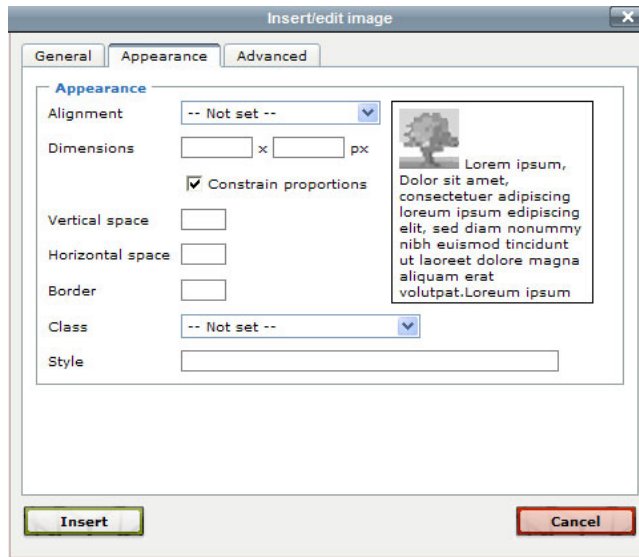 Insert/edit image
General
Appearance
Advanced
Appearance
Alignment
-- Not set --
Dimensions
x
px
Constrain proportions
Vertical space
Horizontal space
Border
Class
-- Not set --
Style
Lorem ipsum,
Dolor sit amet,
consectetuer adipiscing
loreum ipsum edipiscing
elit, sed diam nonummy
nibh euismod tincidunt
ut laoreet dolore magna
aliquam erat
volutpat.Loreum ipsum
Insert
Cancel